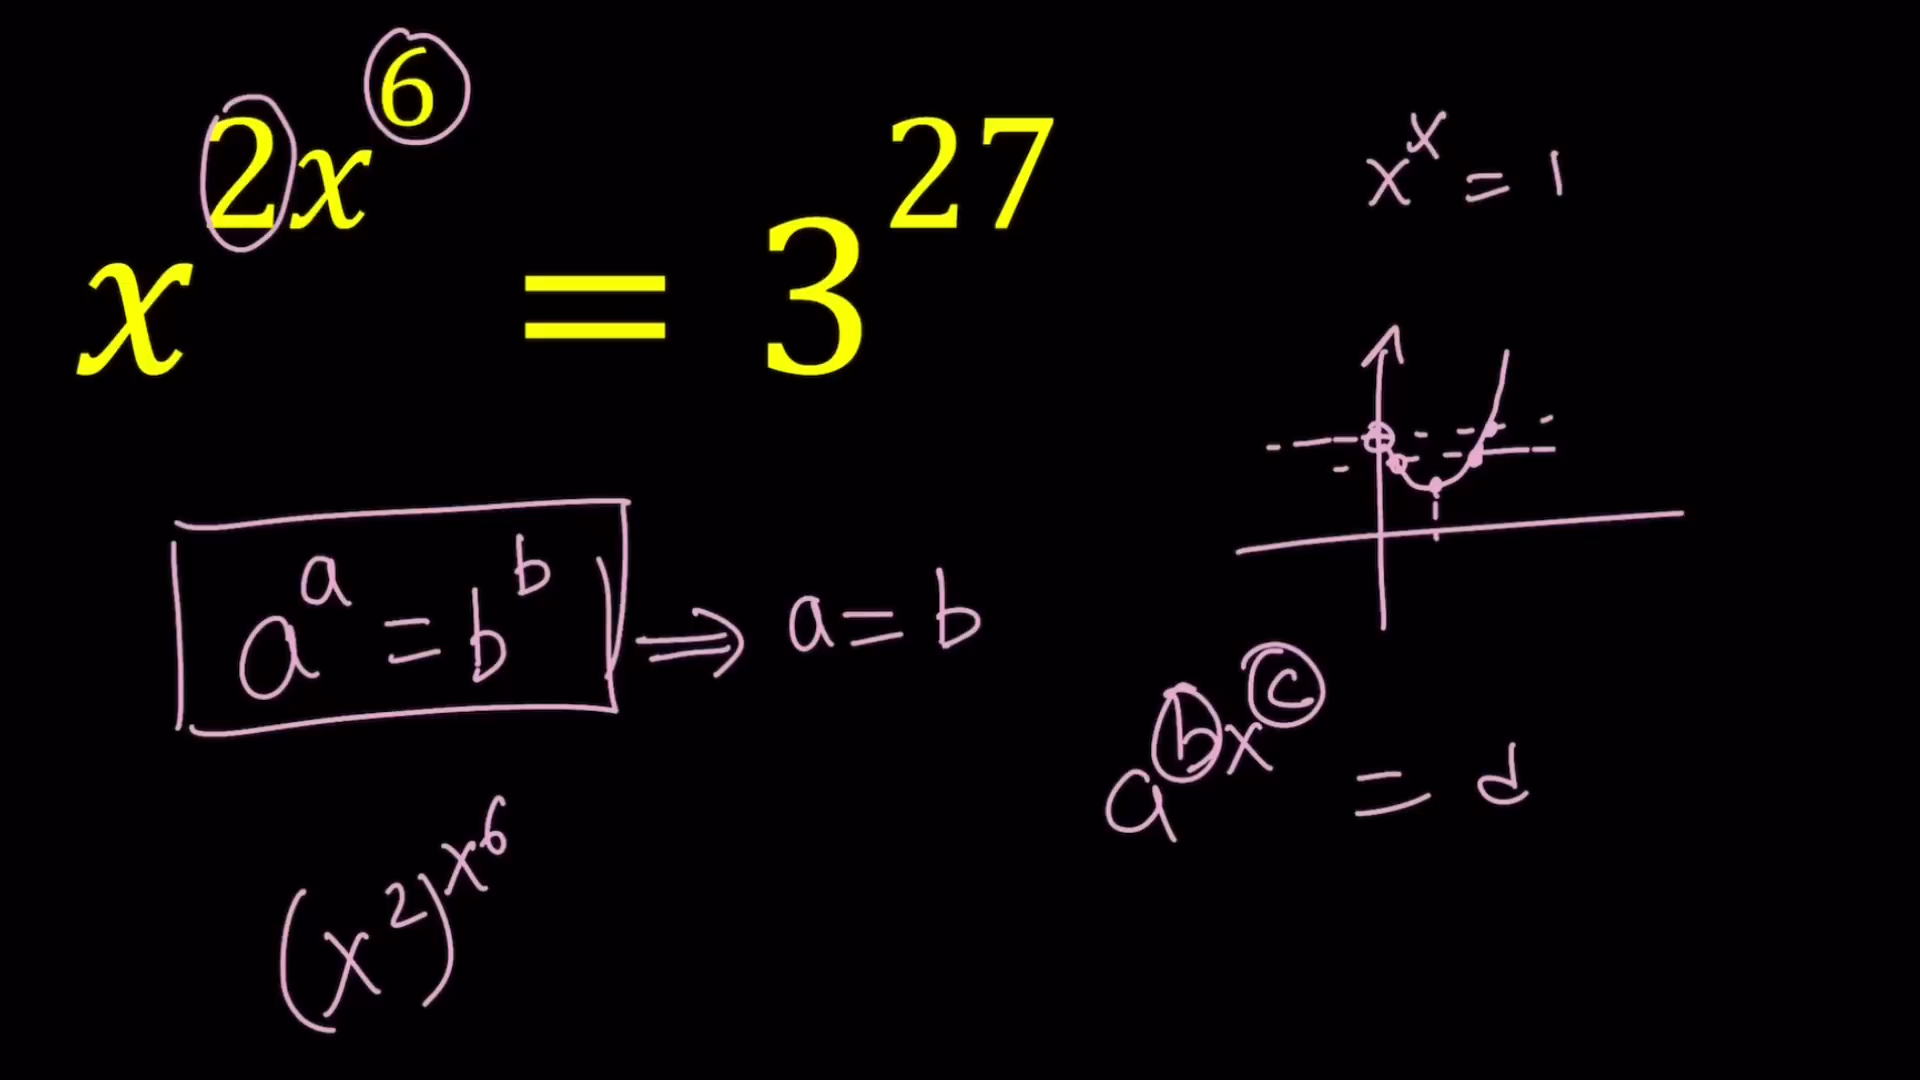 x^{2x^6} = 3^{27}
x^x = 1
a^a = b^b ⇒ a = b
a^{bx^c} = d
(x^2)^{x^6}